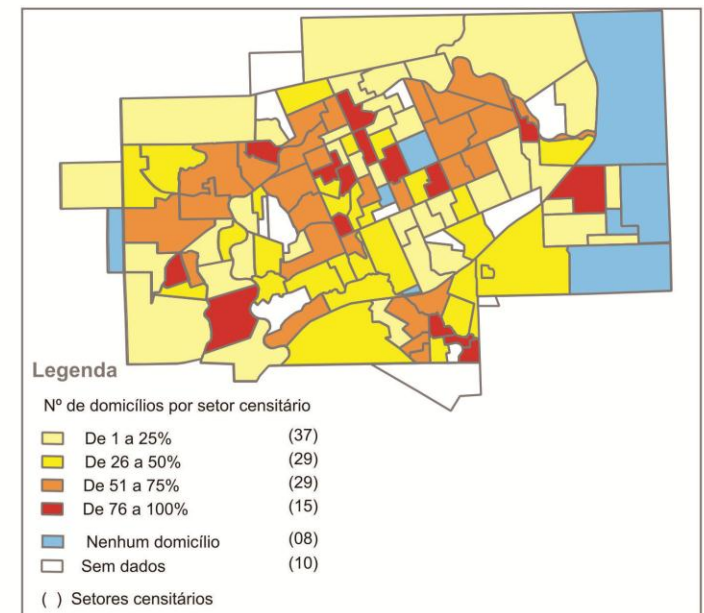 Legenda
Nº de domicílios por setor censitário
De 1 a 25% (37)
De 26 a 50% (29)
De 51 a 75% (29)
De 76 a 100% (15)
Nenhum domicílio (08)
Sem dados (10)
( ) Setores censitários